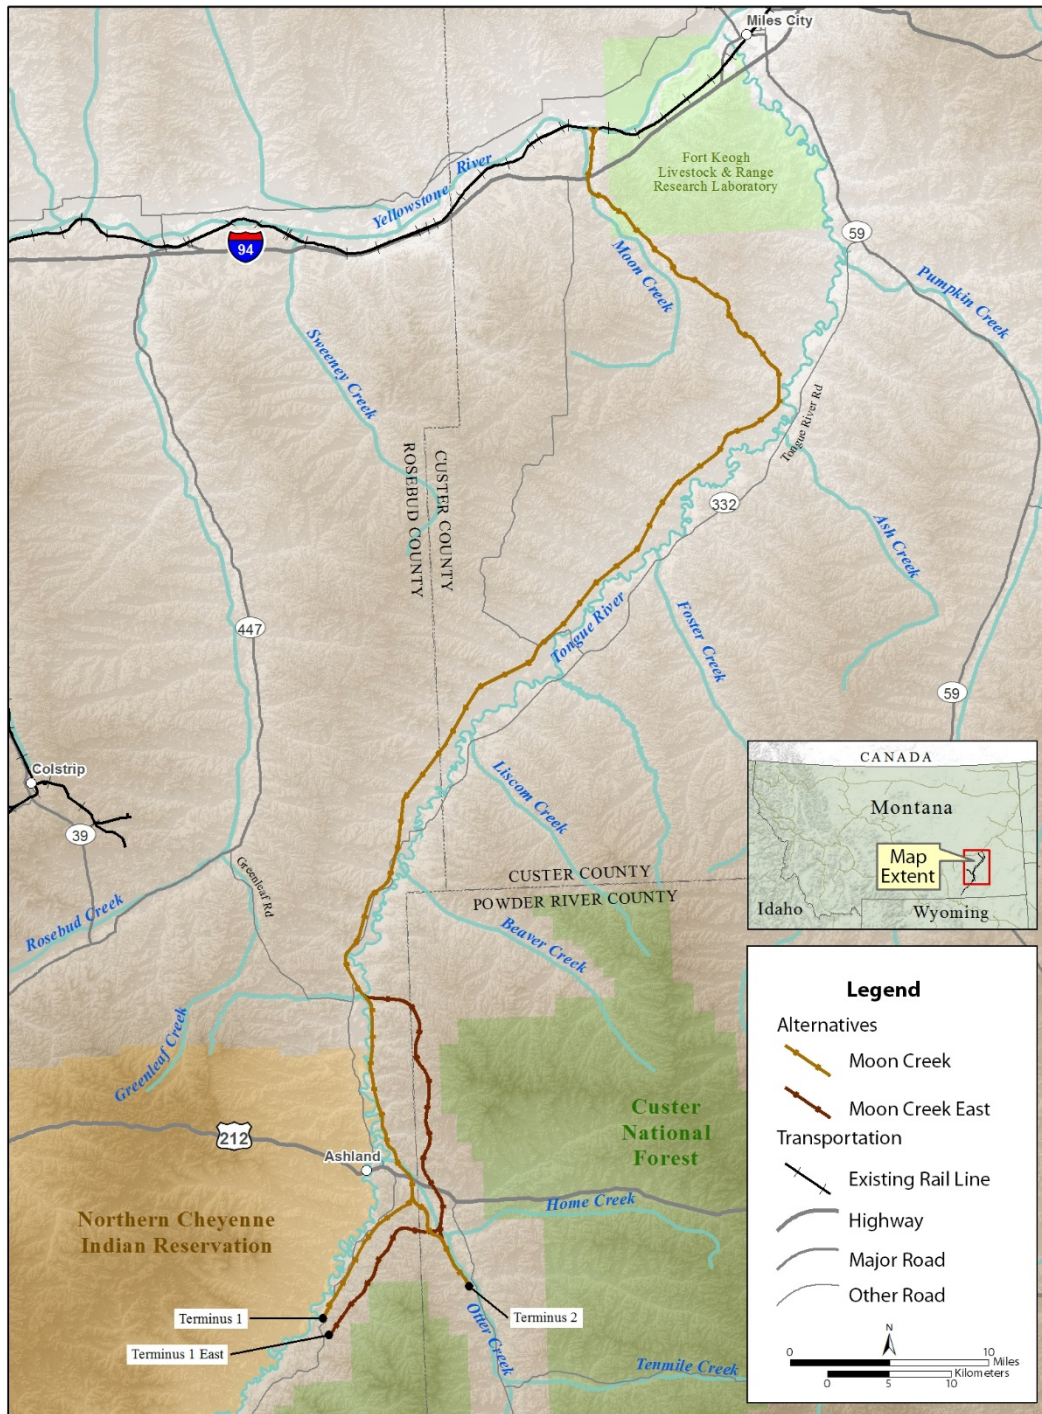 Miles City
Fort Keogh
Livestock & Range
Research Laboratory
Yellowstone River
94
59
Moon Creek
Pumpkin Creek
Sweeney Creek
Tongue River Rd
ROSEBUD COUNTY
CUSTER COUNTY
332
Ash Creek
447
Tongue River
Foster Creek
59
Colstrip
39
Liscom Creek
CANADA
Montana
Map
Extent
Idaho
Wyoming
Greenleaf Rd
CUSTER COUNTY
POWDER RIVER COUNTY
Rosebud Creek
Beaver Creek
Greenleaf Creek
Legend
Alternatives
Moon Creek
Moon Creek East
Transportation
Existing Rail Line
Highway
Major Road
Other Road
N
0 10
Miles
Kilometers
0 5 10
Custer
National
Forest
212
Ashland
Home Creek
Northern Cheyenne
Indian Reservation
Terminus 1
Terminus 2
Terminus 1 East
Otter Creek
Tenmile Creek